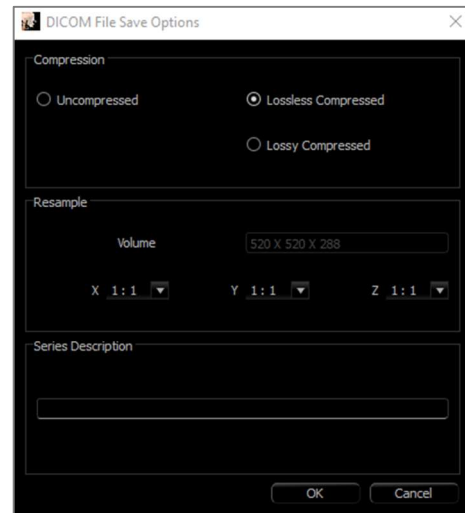 DICOM File Save Options
Compression
Uncompressed
Lossless Compressed
Lossy Compressed
Resample
Volume 520 X 520 X 288
X 1:1 Y 1:1 Z 1:1
Series Description
OK Cancel